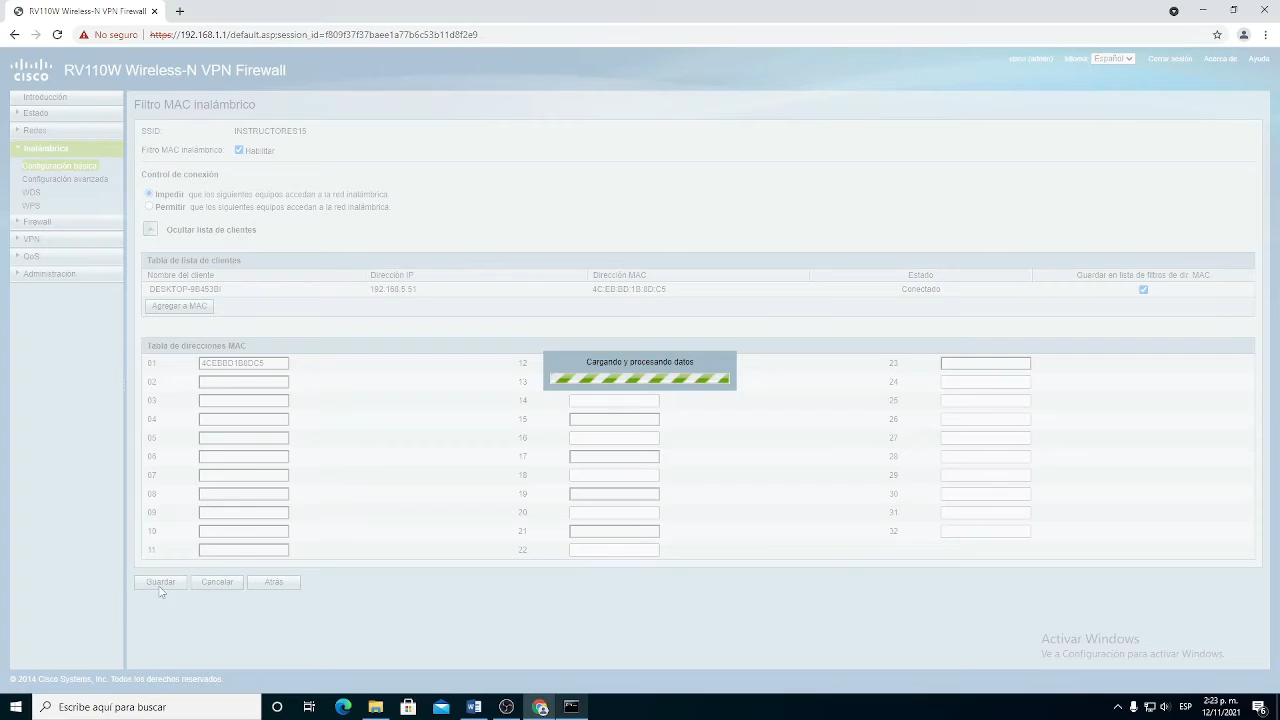 RV110W Wireless-N VPN Firewall
No seguro
https://192.168.1.1/default.asp;session_id=f809f37f37baee1a77b6c53b11d8f2e9
CISCO RV110W Wireless-N VPN Firewall
(admin) Idioma: Español Cerrar sesión Acerca de Ayuda
Introducción
Estado
Redes
Inalámbrica
Configuración básica
Configuración avanzada
WDS
WPS
Firewall
VPN
QoS
Administración
Filtro MAC inalámbrico
SSID: INSTRUCTORES15
Filtro MAC inalámbrico: Habilitar
Control de conexión
Impedir que los siguientes equipos accedan a la red inalámbrica.
Permitir que los siguientes equipos accedan a la red inalámbrica.
Ocultar lista de clientes
Tabla de lista de clientes
Nombre del cliente Dirección IP Dirección MAC Estado Guardar en lista de filtros de dir. MAC
DESKTOP-9B453BI 192.168.5.51 4C:EB:BD:1B:8D:C5 Conectado
Agregar a MAC
Tabla de direcciones MAC
Cargando y procesando datos
01 4CEBBD1B8DC5 12 23
02 13 24
03 14 25
04 15 26
05 16 27
06 17 28
07 18 29
08 19 30
09 20 31
10 21 32
11 22
Guardar Cancelar Atrás
Activar Windows
Ve a Configuración para activar Windows.
© 2014 Cisco Systems, Inc. Todos los derechos reservados.
Escribe aquí para buscar
ESP
2:23 p. m.
12/11/2021